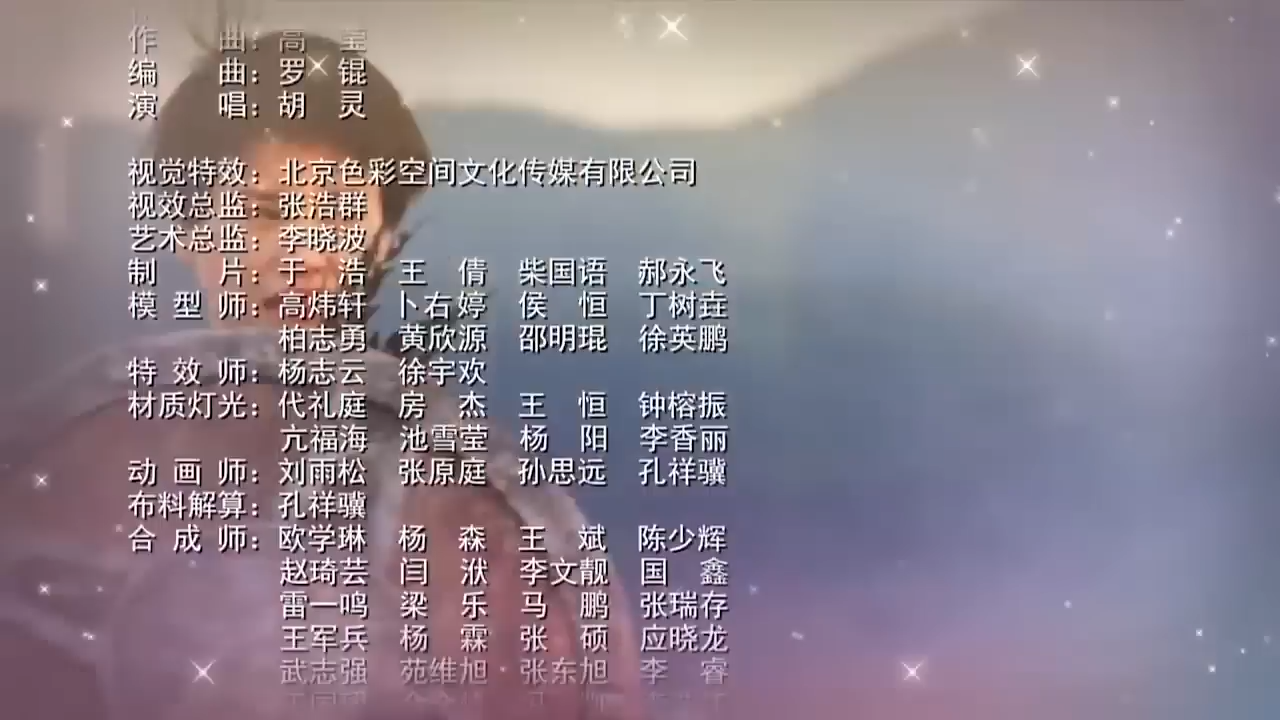 作曲：高
编曲：罗锟
演唱：胡灵
视觉特效：北京色彩空间文化传媒有限公司
视效总监：张浩群
艺术总监：李晓波
制片：于浩 王倩 柴国语 郝永飞
模型师：高炜轩 卜右婷 侯恒 丁树垚
柏志勇 黄欣源 邵明琨 徐英鹏
特效师：杨志云 徐宇欢
材质灯光：代礼庭 房杰 王恒 钟榕振
亢福海 池雪莹 杨阳 李香丽
动画师：刘雨松 张原庭 孙思远 孔祥骥
布料解算：孔祥骥
合成师：欧学琳 杨森 王斌 陈少辉
赵琦芸 闫洑 李文靓 国鑫
雷一鸣 梁乐 马鹏 张瑞存
王军兵 杨霖 张硕 应晓龙
武志强 苑维旭 张东旭 李睿